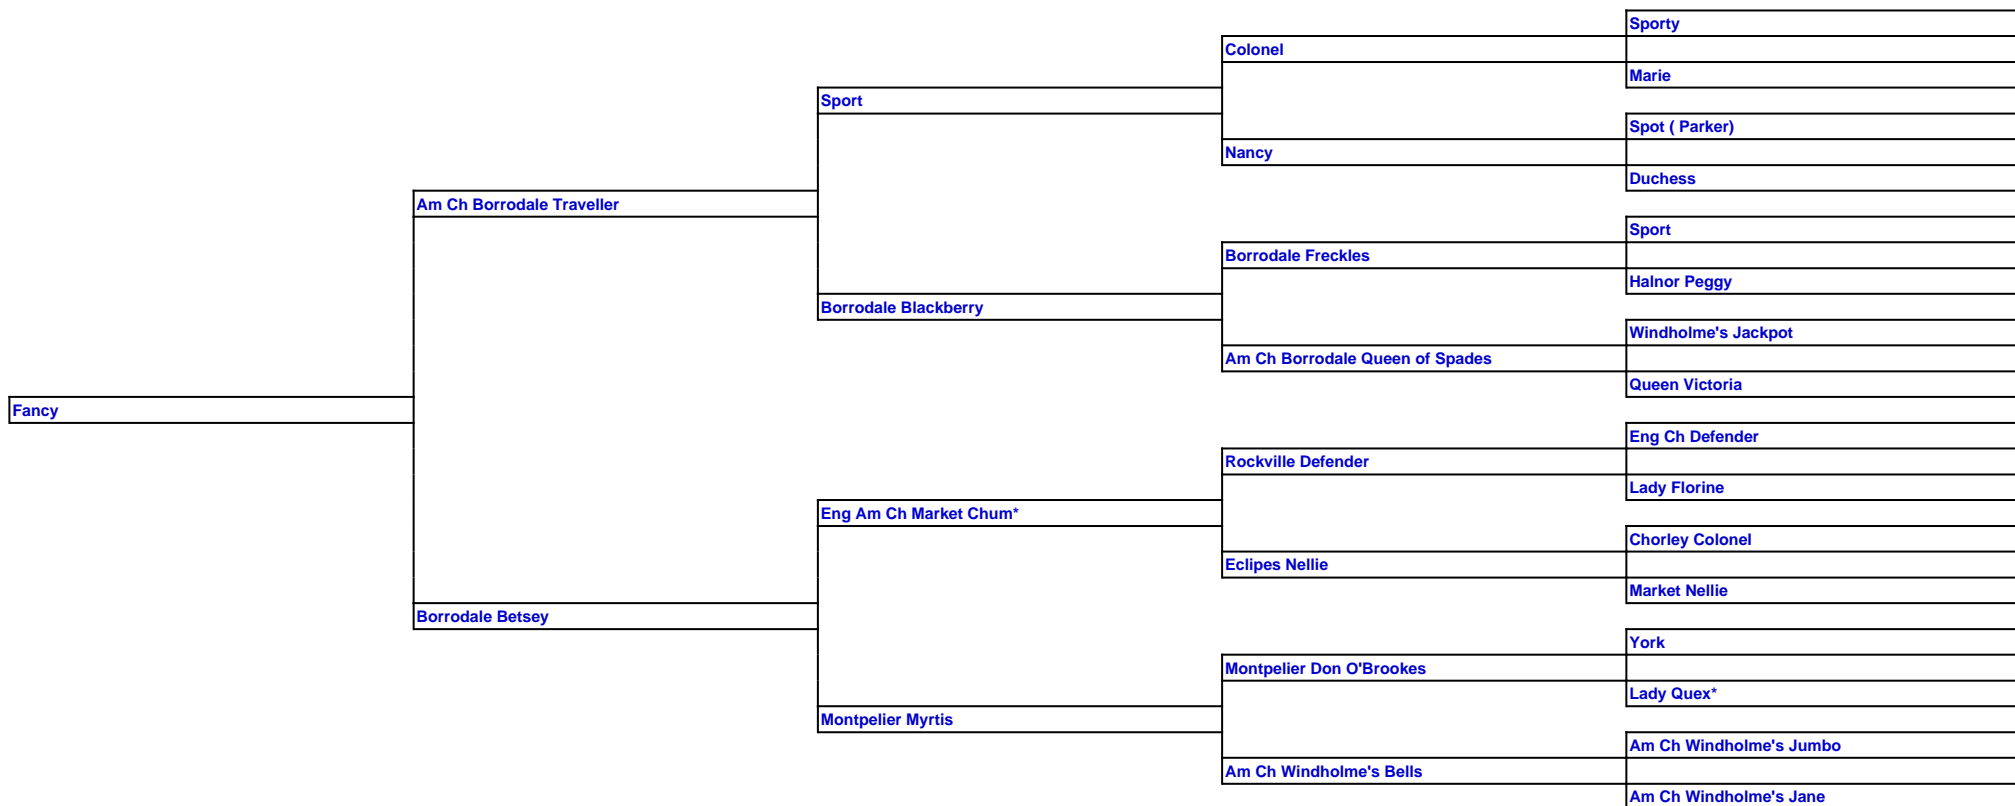 Sporty
Colonel
Marie
Sport
Spot ( Parker)
Nancy
Duchess
Am Ch Borrodale Traveller
Sport
Borrodale Freckles
Halnor Peggy
Borrodale Blackberry
Windholme's Jackpot
Am Ch Borrodale Queen of Spades
Queen Victoria
Fancy
Eng Ch Defender
Rockville Defender
Lady Florine
Eng Am Ch Market Chum*
Chorley Colonel
Eclipes Nellie
Market Nellie
Borrodale Betsey
York
Montpelier Don O'Brookes
Lady Quex*
Montpelier Myrtis
Am Ch Windholme's Jumbo
Am Ch Windholme's Bells
Am Ch Windholme's Jane